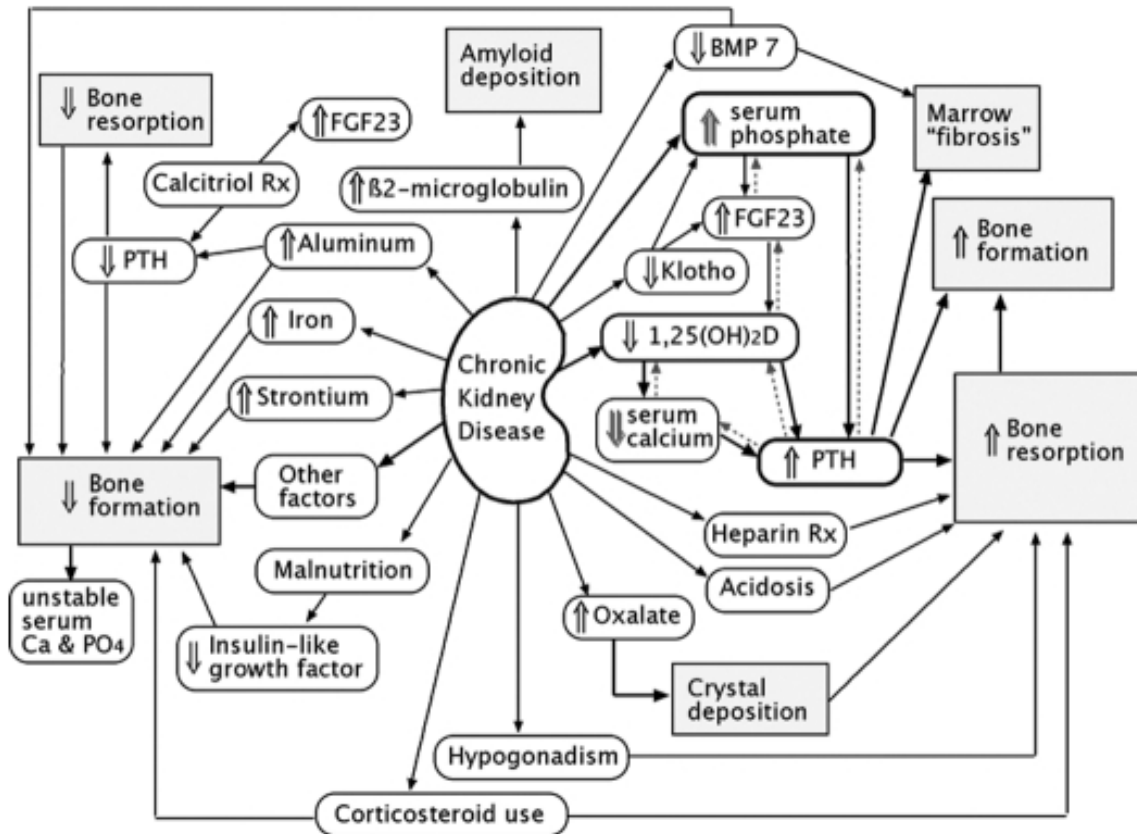 ⇓ BMP 7
Amyloid
deposition
⇓ Bone
resorption
⇑ FGF23
⇑ serum
phosphate
Marrow
"fibrosis"
Calcitriol Rx
⇑ ß2-microglobulin
⇑ FGF23
⇑ Bone
formation
⇓ PTH
⇑ Aluminum
⇓ Klotho
⇑ Iron
⇓ 1,25(OH)2D
Chronic
Kidney
Disease
⇑ Strontium
⇓ serum
calcium
⇑ PTH
⇑ Bone
resorption
⇓ Bone
formation
Other
factors
Heparin Rx
Malnutrition
Acidosis
unstable
serum
Ca & PO4
⇓ Insulin-like
growth factor
⇑ Oxalate
Crystal
deposition
Hypogonadism
Corticosteroid use